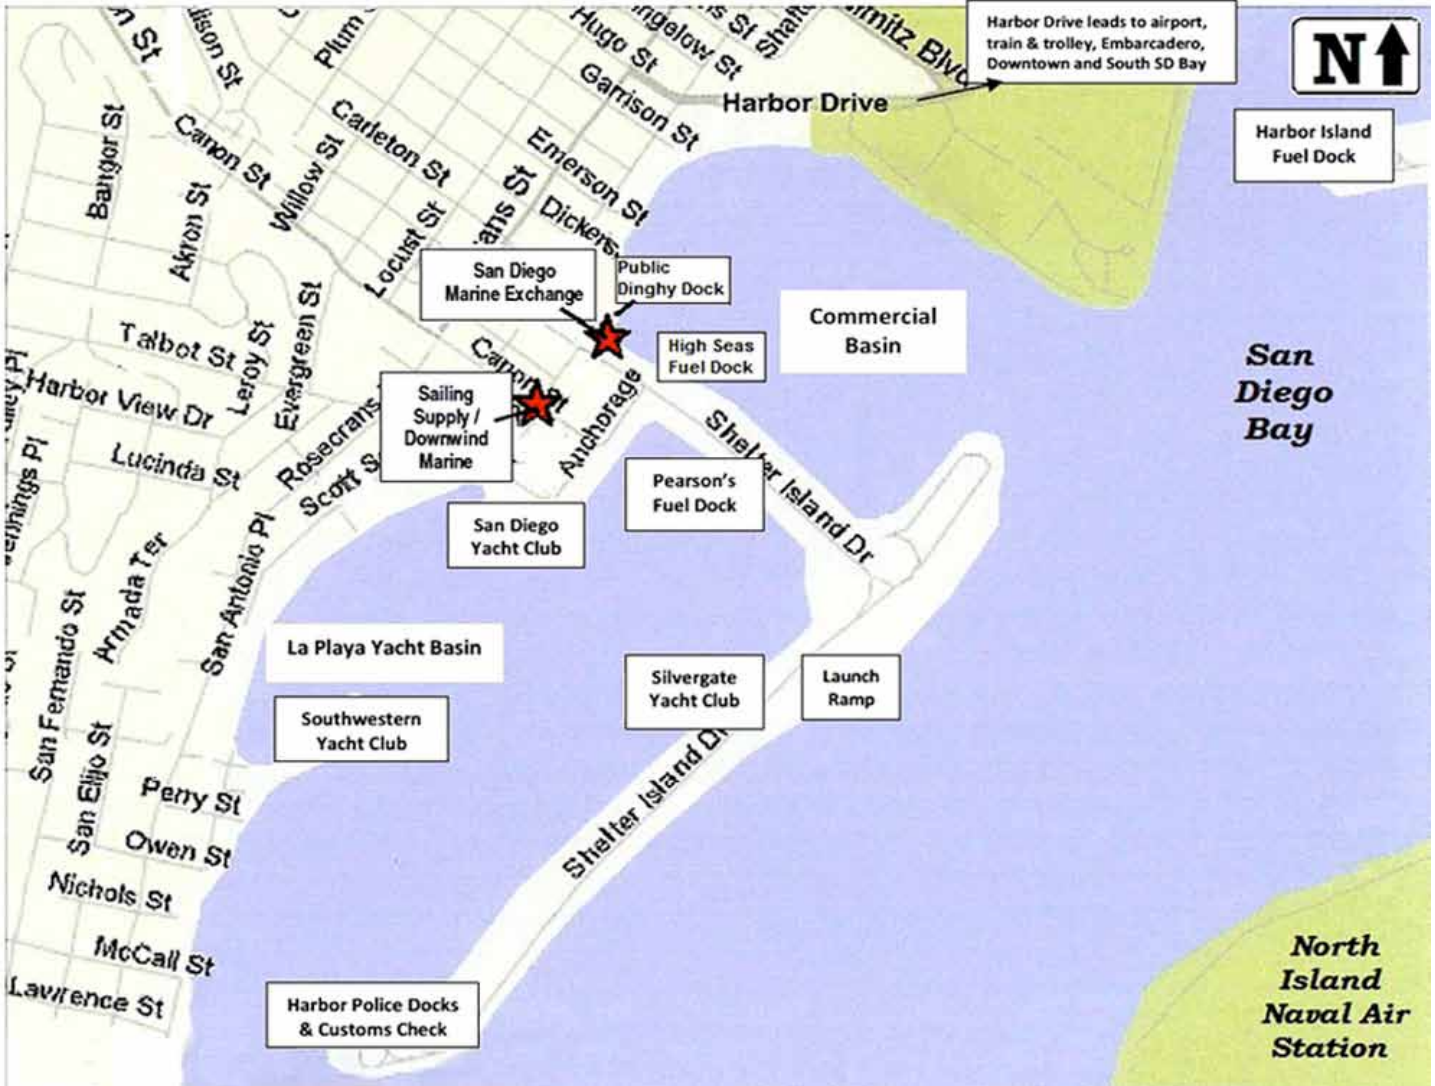 Plum
Hugo St
Garrison St
Harbor Drive leads to airport,
train & trolley, Embarcadero,
Downtown and South SD Bay
N
Harbor Drive
Harbor Island
Fuel Dock
Bangor St
Canon St
Carleton St
Willow St
Akron St
Emerson St
Locust St
San Diego
Marine Exchange
Public
Dinghy Dock
Commercial
Basin
High Seas
Fuel Dock
San
Diego
Bay
Talbot St
Leroy St
Evergreen St
Harbor View Dr
Lucinda St
Rosecrans
Scott S
Sailing
Supply /
Downwind
Marine
Anchorage
Shelter Island Dr
Pearson's
Fuel Dock
San Diego
Yacht Club
Armada Ter
San Antonio Pl
La Playa Yacht Basin
Southwestern
Yacht Club
Silvergate
Yacht Club
Launch
Ramp
San Fernando St
San Elijo St
Perry St
Owen St
Nichols St
McCall St
Lawrence St
Shelter Island Dr
Harbor Police Docks
& Customs Check
North
Island
Naval Air
Station